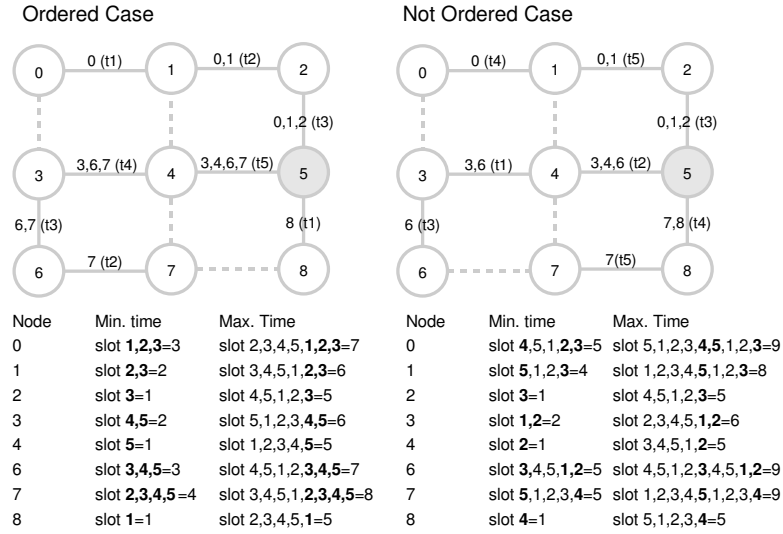 Ordered Case
0 (t1)
0,1 (t2)
0
1
2
0,1,2 (t3)
3,6,7 (t4)
3,4,6,7 (t5)
3
4
5
6,7 (t3)
8 (t1)
7 (t2)
6
7
8
Node Min. time Max. Time
0 slot 1,2,3=3 slot 2,3,4,5,1,2,3=7
1 slot 2,3=2 slot 3,4,5,1,2,3=6
2 slot 3=1 slot 4,5,1,2,3=5
3 slot 4,5=2 slot 5,1,2,3,4,5=6
4 slot 5=1 slot 1,2,3,4,5=5
6 slot 3,4,5=3 slot 4,5,1,2,3,4,5=7
7 slot 2,3,4,5=4 slot 3,4,5,1,2,3,4,5=8
8 slot 1=1 slot 2,3,4,5,1=5
Not Ordered Case
0 (t4)
0,1 (t5)
0
1
2
0,1,2 (t3)
3,6 (t1)
3,4,6 (t2)
3
4
5
6 (t3)
7,8 (t4)
7(t5)
6
7
8
Node Min. time Max. Time
0 slot 4,5,1,2,3=5 slot 5,1,2,3,4,5,1,2,3=9
1 slot 5,1,2,3=4 slot 1,2,3,4,5,1,2,3=8
2 slot 3=1 slot 4,5,1,2,3=5
3 slot 1,2=2 slot 2,3,4,5,1,2=6
4 slot 2=1 slot 3,4,5,1,2=5
6 slot 3,4,5,1,2=5 slot 4,5,1,2,3,4,5,1,2=9
7 slot 5,1,2,3,4=5 slot 1,2,3,4,5,1,2,3,4=9
8 slot 4=1 slot 5,1,2,3,4=5